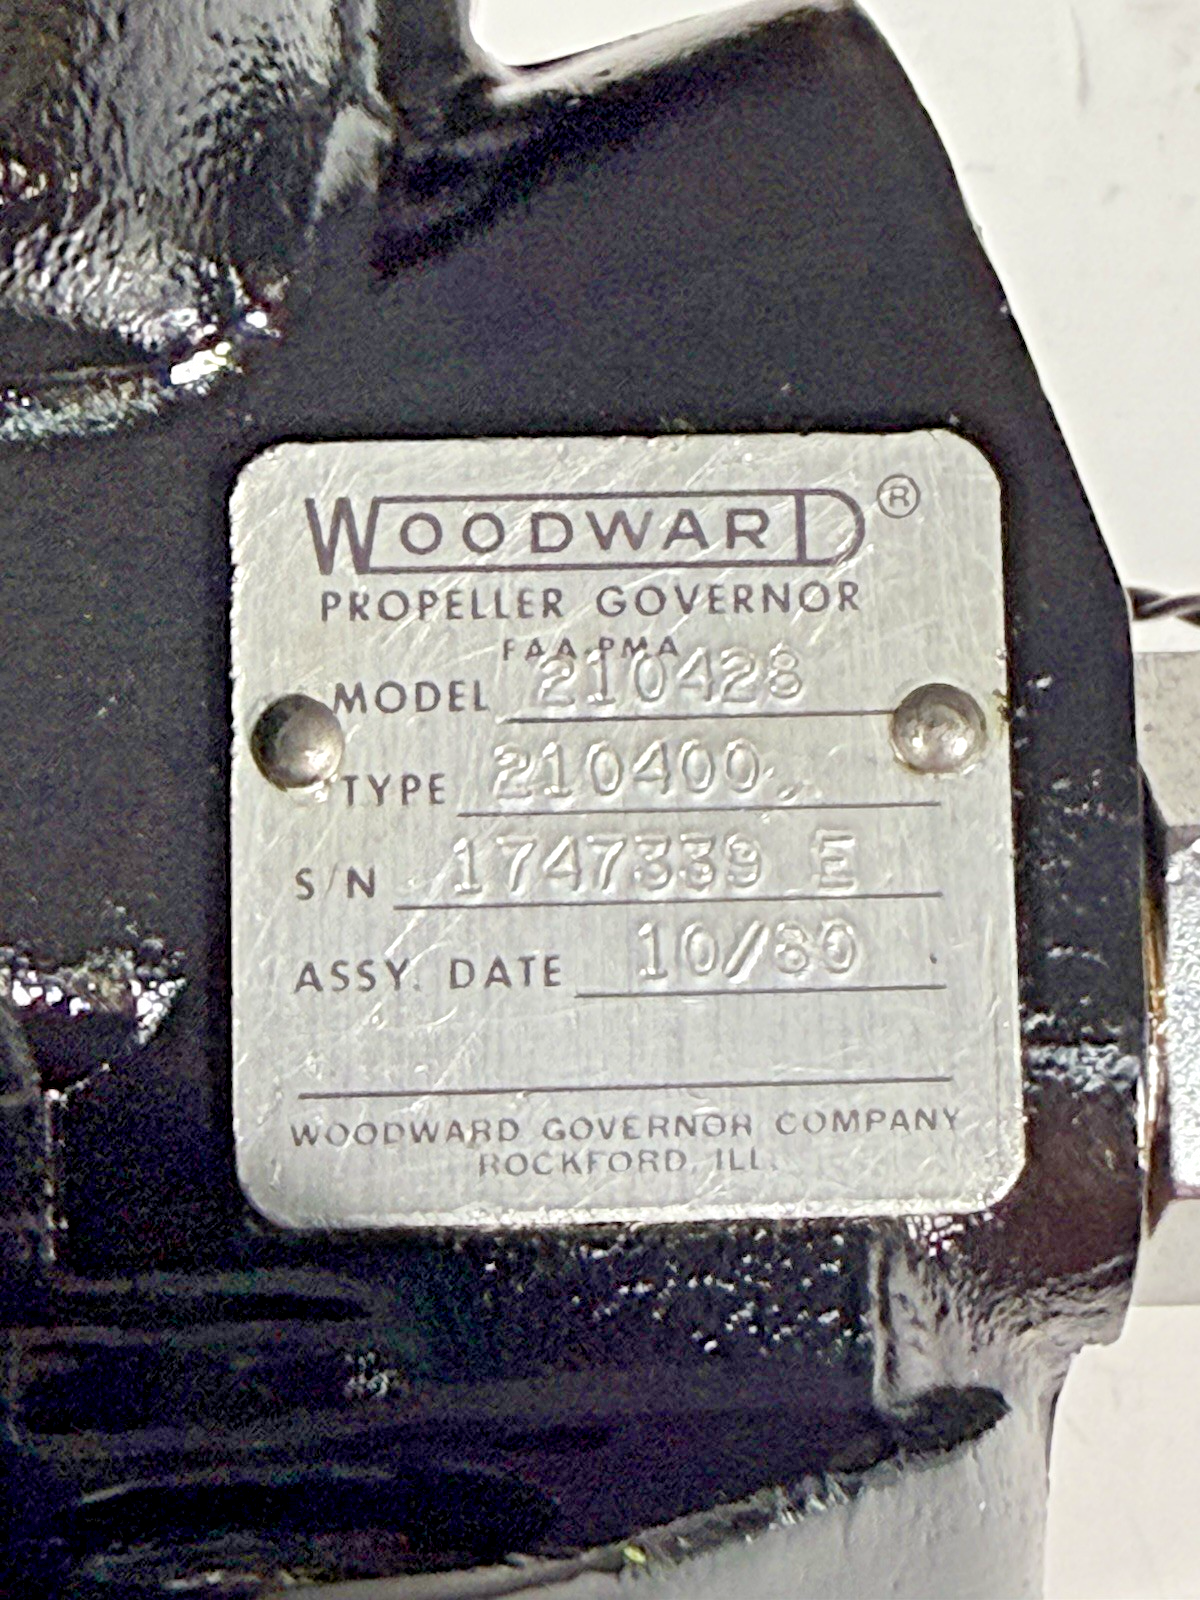 WOODWARD®
PROPELLER GOVERNOR
FAA-PMA
MODEL 210428
TYPE 210400
S/N 1747339 E
ASSY. DATE 10/80
WOODWARD GOVERNOR COMPANY
ROCKFORD, ILL.